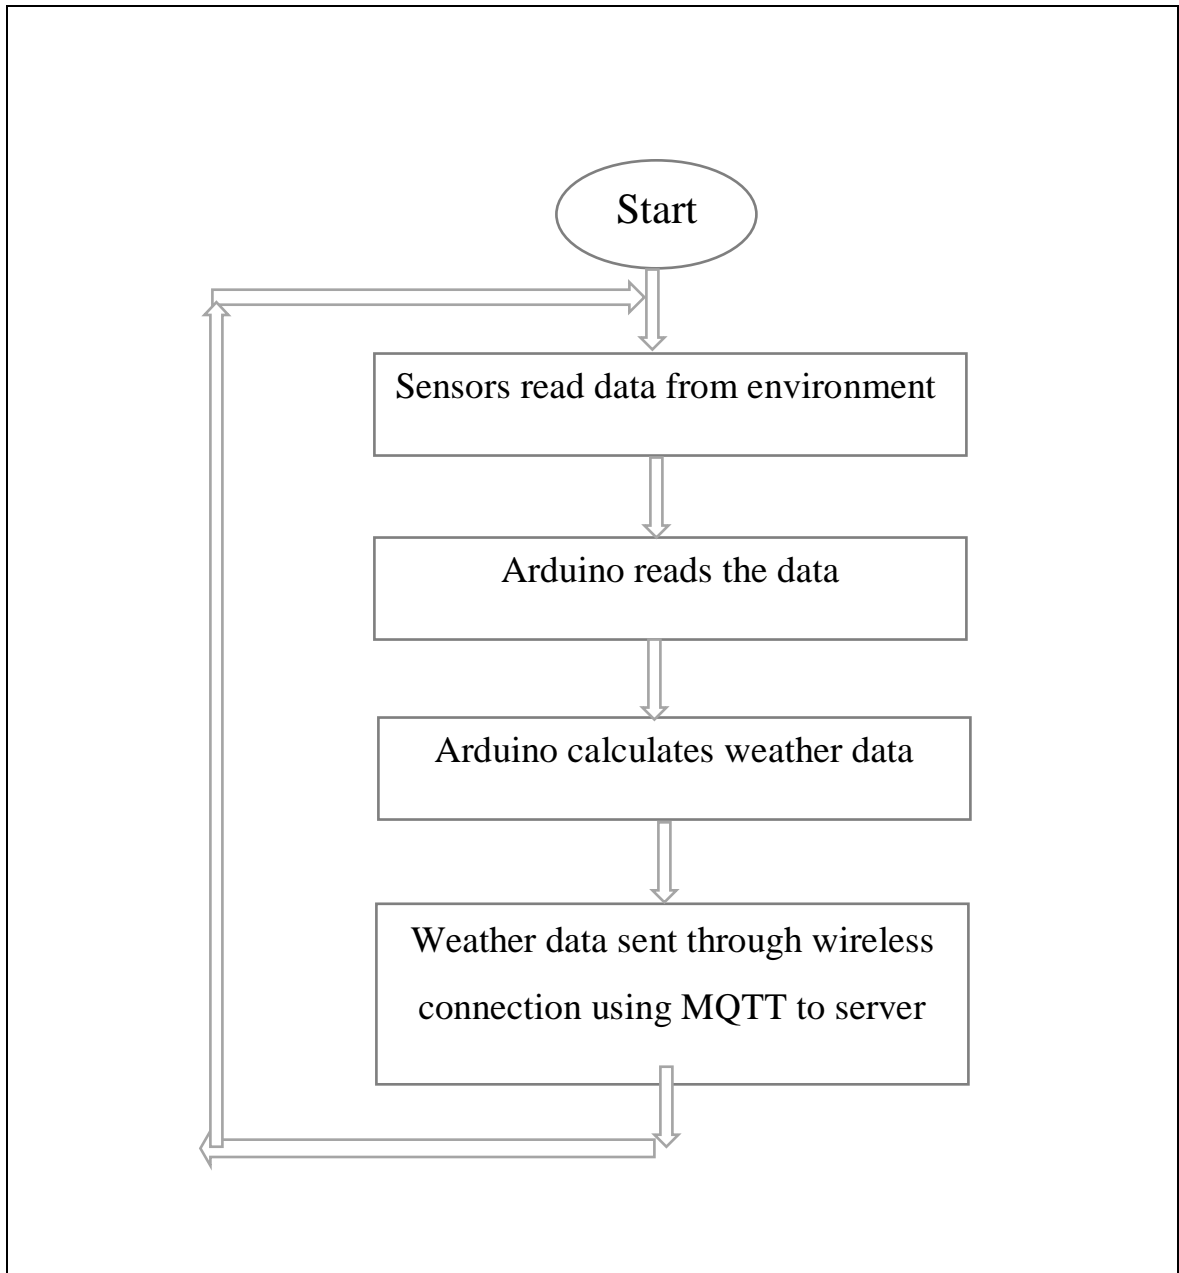 Start
Sensors read data from environment
Arduino reads the data
Arduino calculates weather data
Weather data sent through wireless
connection using MQTT to server